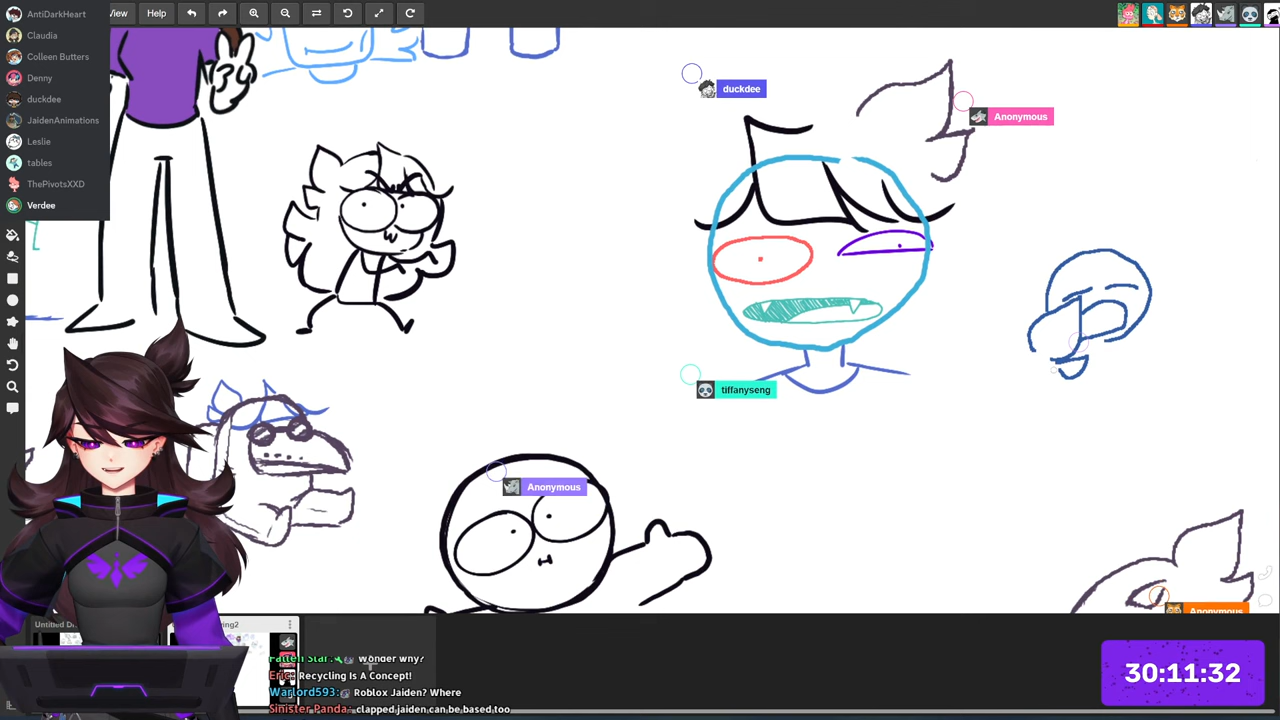 AntiDarkHeart
View
Help
Claudia
Colleen Butters
Denny
duckdee
JaidenAnimations
Leslie
tables
ThePivotsXXD
Verdee
duckdee
Anonymous
tiffanyseng
Anonymous
Anonymous
Untitled
Fallen Star: wonder why?
Eric: Recycling Is A Concept!
Warlord593: Roblox Jaiden? Where
Sinister Panda: clapped jaiden can be based too
30:11:32